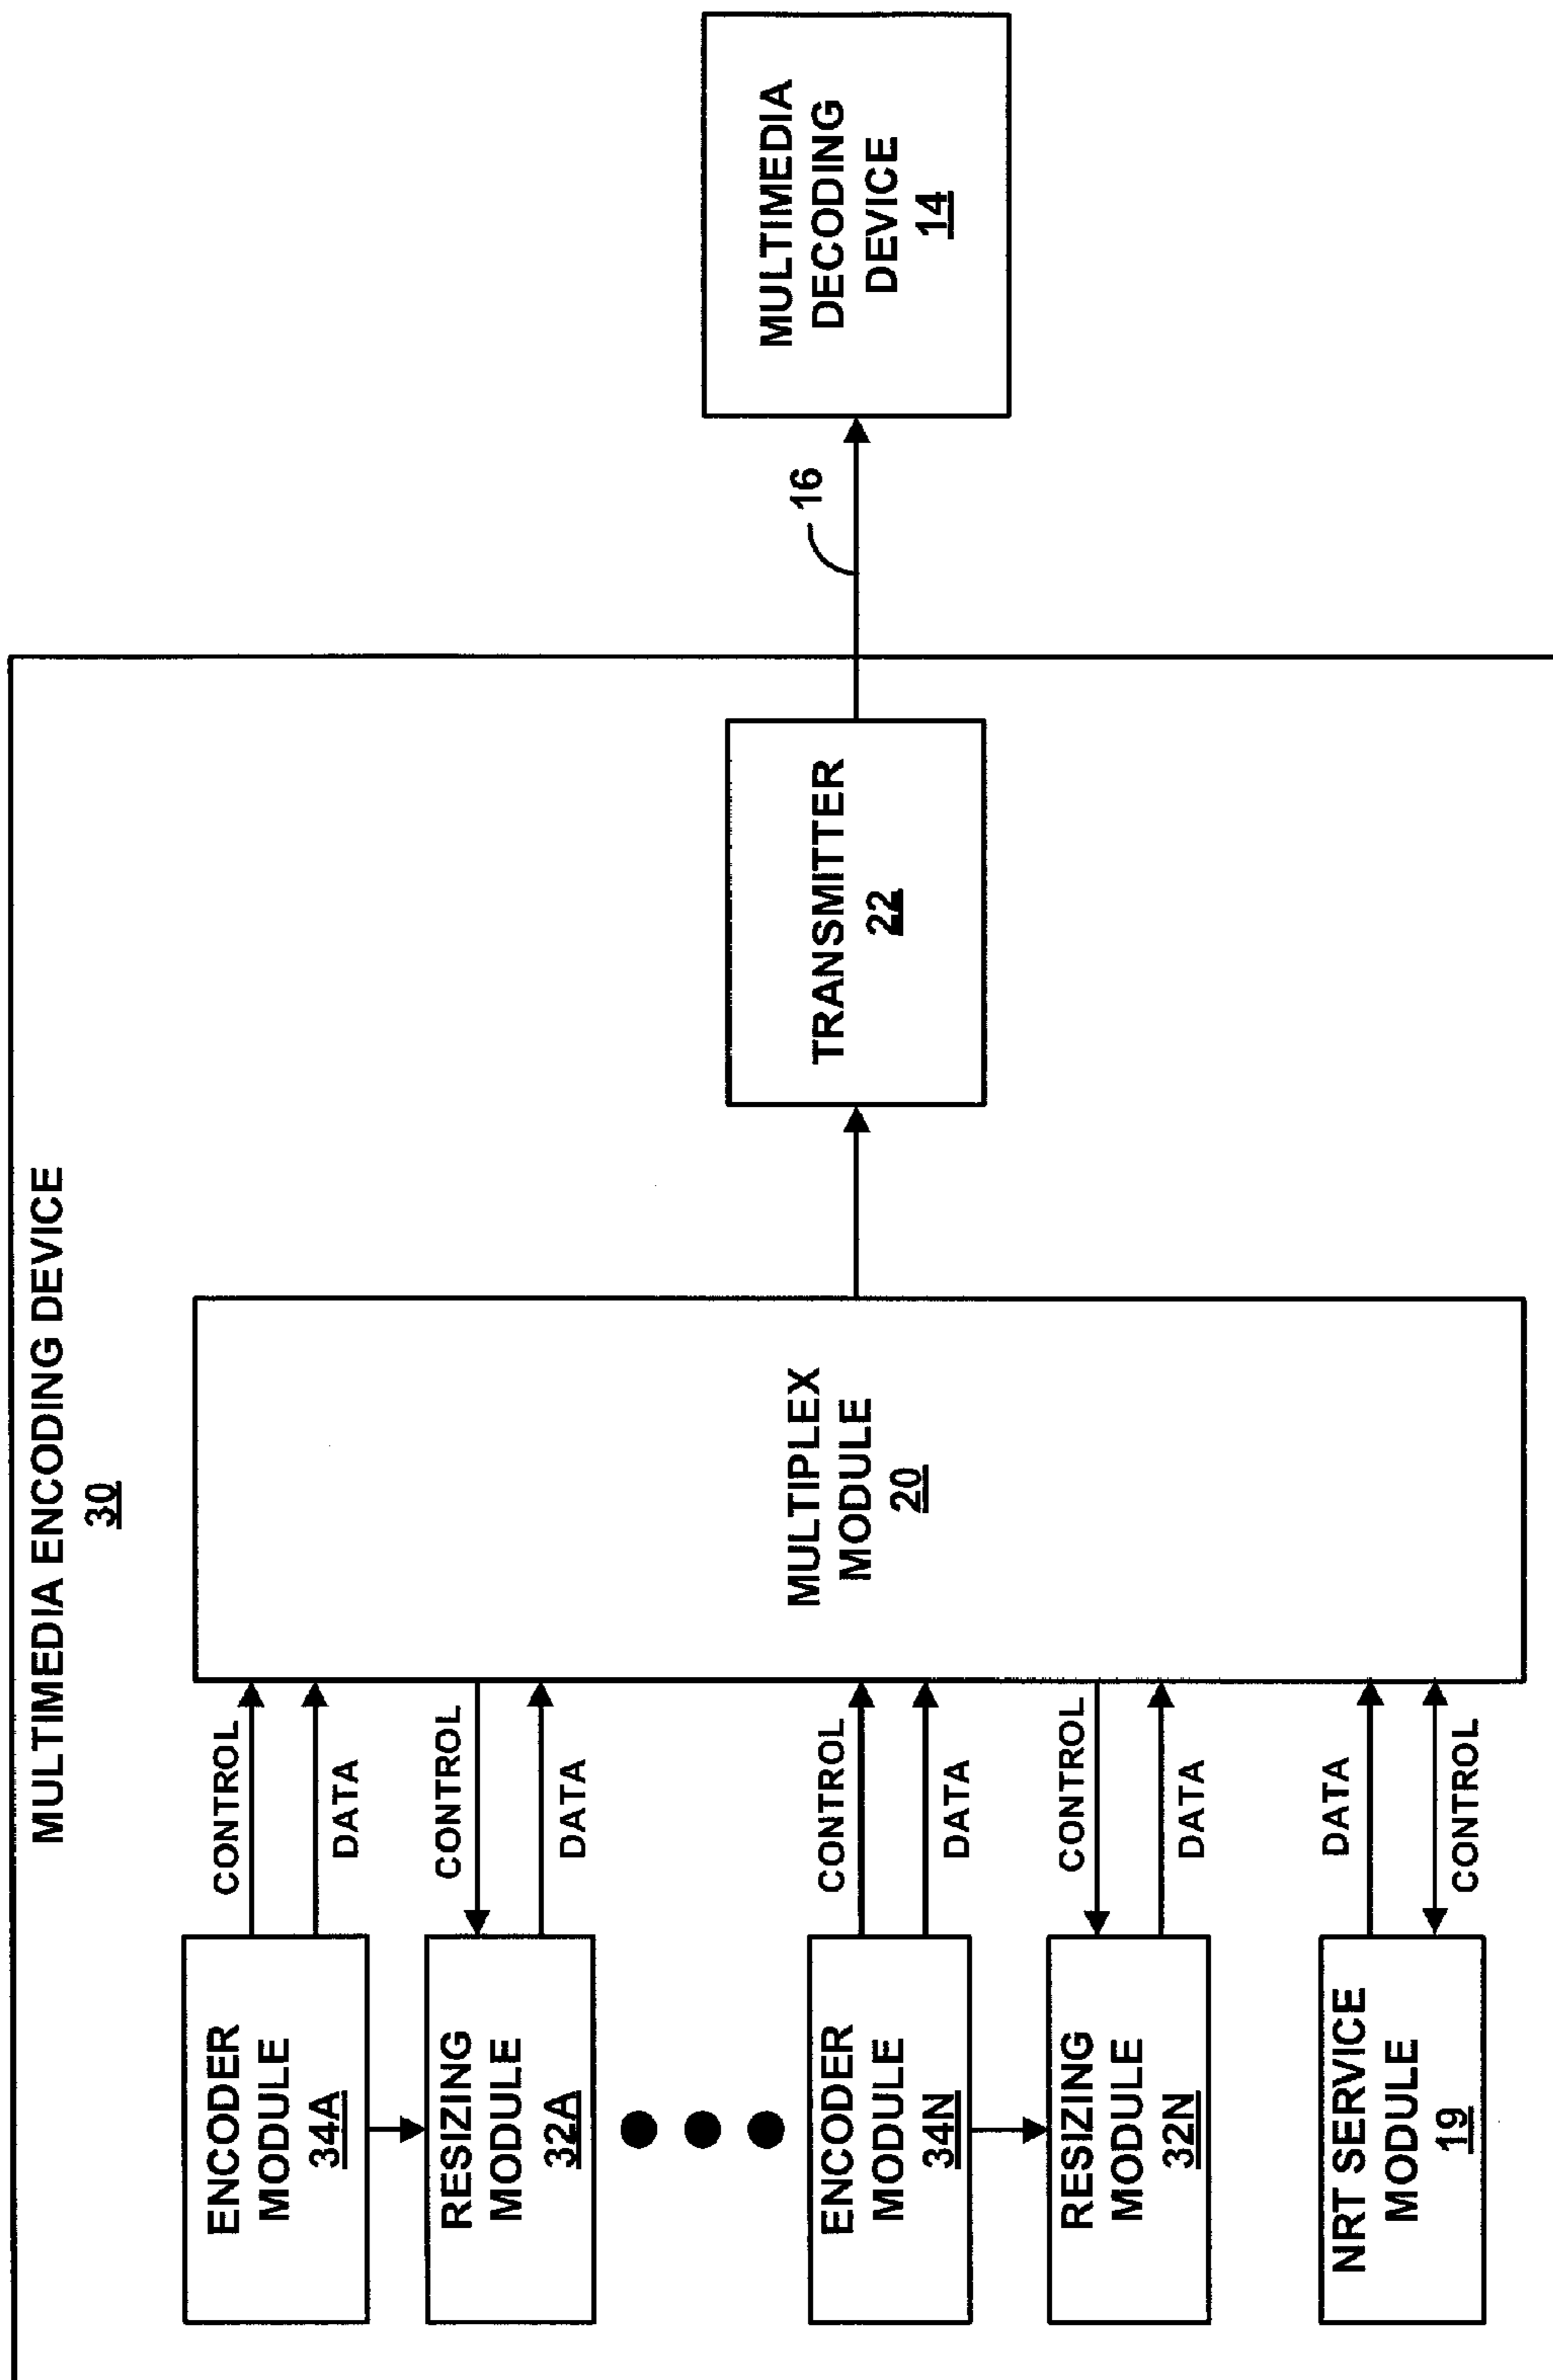 MULTIMEDIA ENCODING DEVICE
30
ENCODER
MODULE
34A
CONTROL
DATA
RESIZING
MODULE
32A
CONTROL
DATA
ENCODER
MODULE
34N
CONTROL
DATA
RESIZING
MODULE
32N
CONTROL
DATA
NRT SERVICE
MODULE
19
DATA
CONTROL
MULTIPLEX
MODULE
20
TRANSMITTER
22
16
MULTIMEDIA
DECODING
DEVICE
14